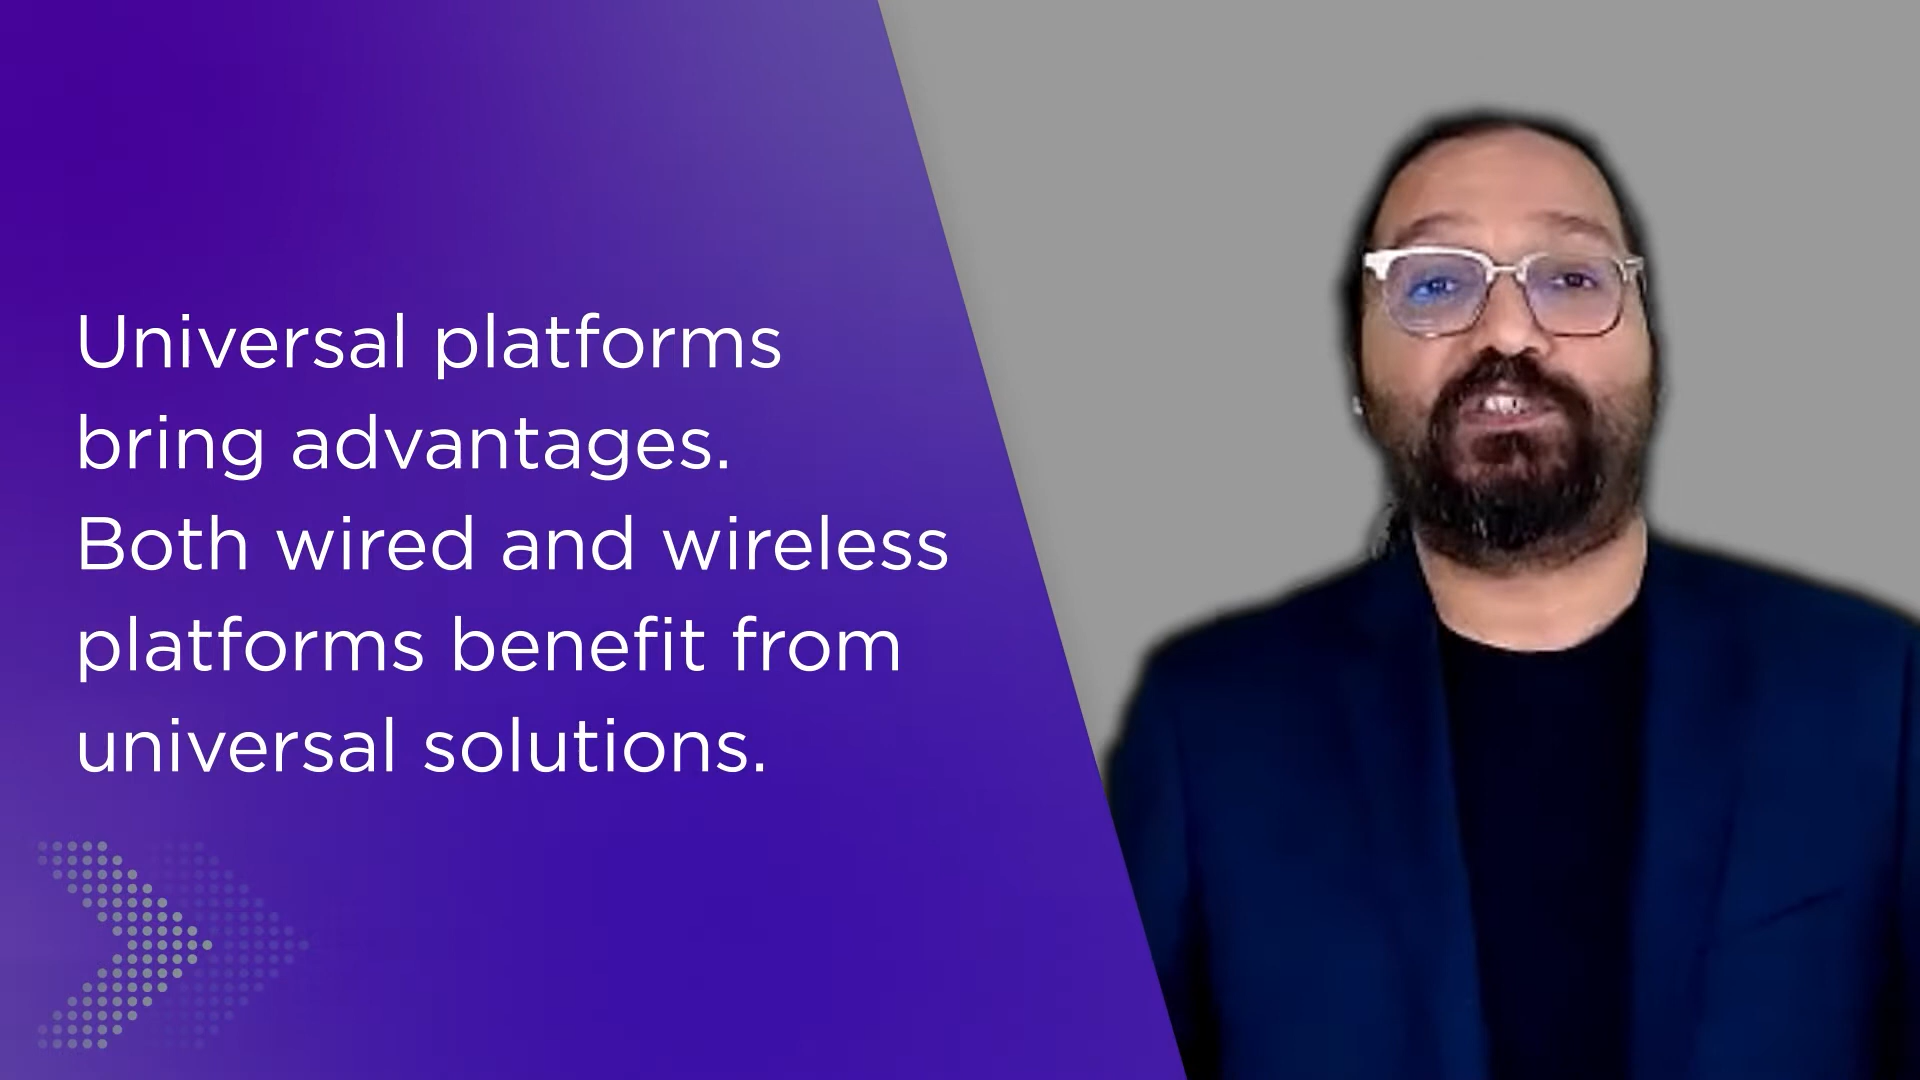 Universal platforms
bring advantages.
Both wired and wireless
platforms benefit from
universal solutions.